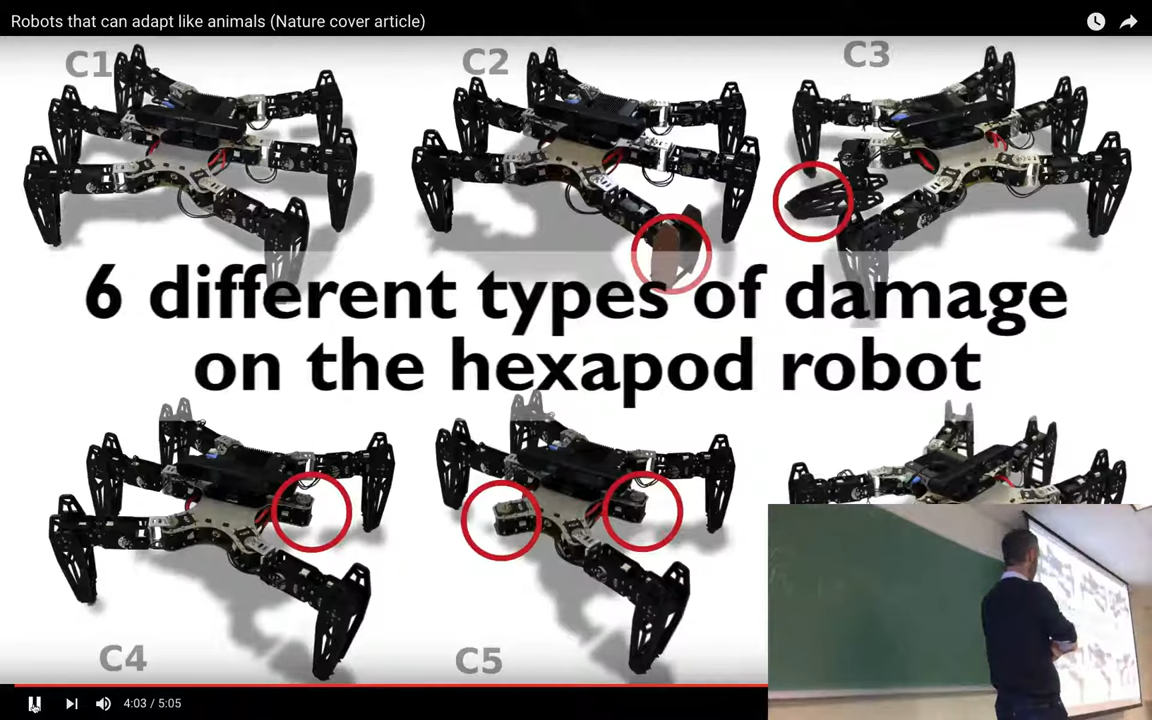 Robots that can adapt like animals (Nature cover article)
C1
C2
C3
6 different types of damage
on the hexapod robot
C4
C5
4:03 / 5:05